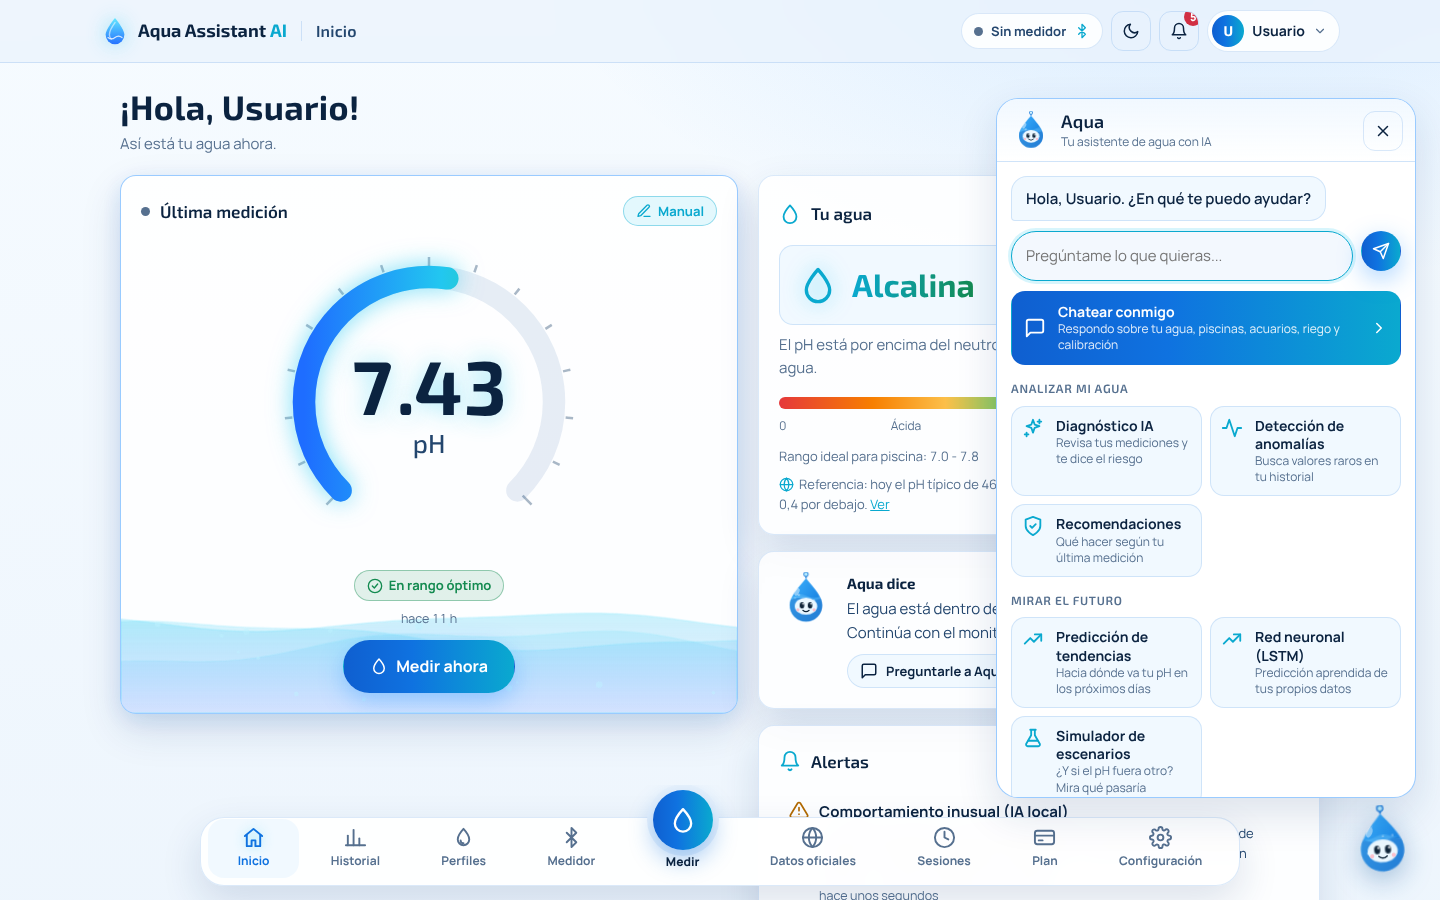 Aqua Assistant AI
Inicio
Sin medidor
5
U
Usuario
¡Hola, Usuario!
Así está tu agua ahora.
Última medición
Manual
7.43
pH
En rango óptimo
hace 11 h
Medir ahora
Tu agua
Alcalina
El pH está por encima del neutro
agua.
0
Ácida
Rango ideal para piscina: 7.0 - 7.8
Referencia: hoy el pH típico de 46
0,4 por debajo. Ver
Aqua dice
El agua está dentro de
Continúa con el monit
Preguntarle a Aqu
Alertas
Comportamiento inusual (IA local)
de
n
hace unos segundos
Aqua
Tu asistente de agua con IA
Hola, Usuario. ¿En qué te puedo ayudar?
Pregúntame lo que quieras...
Chatear conmigo
Respondo sobre tu agua, piscinas, acuarios, riego y
calibración
ANALIZAR MI AGUA
Diagnóstico IA
Revisa tus mediciones y
te dice el riesgo
Detección de
anomalías
Busca valores raros en
tu historial
Recomendaciones
Qué hacer según tu
última medición
MIRAR EL FUTURO
Predicción de
tendencias
Hacia dónde va tu pH en
los próximos días
Red neuronal
(LSTM)
Predicción aprendida de
tus propios datos
Simulador de
escenarios
¿Y si el pH fuera otro?
Mira qué pasaría
Inicio
Historial
Perfiles
Medidor
Medir
Datos oficiales
Sesiones
Plan
Configuración